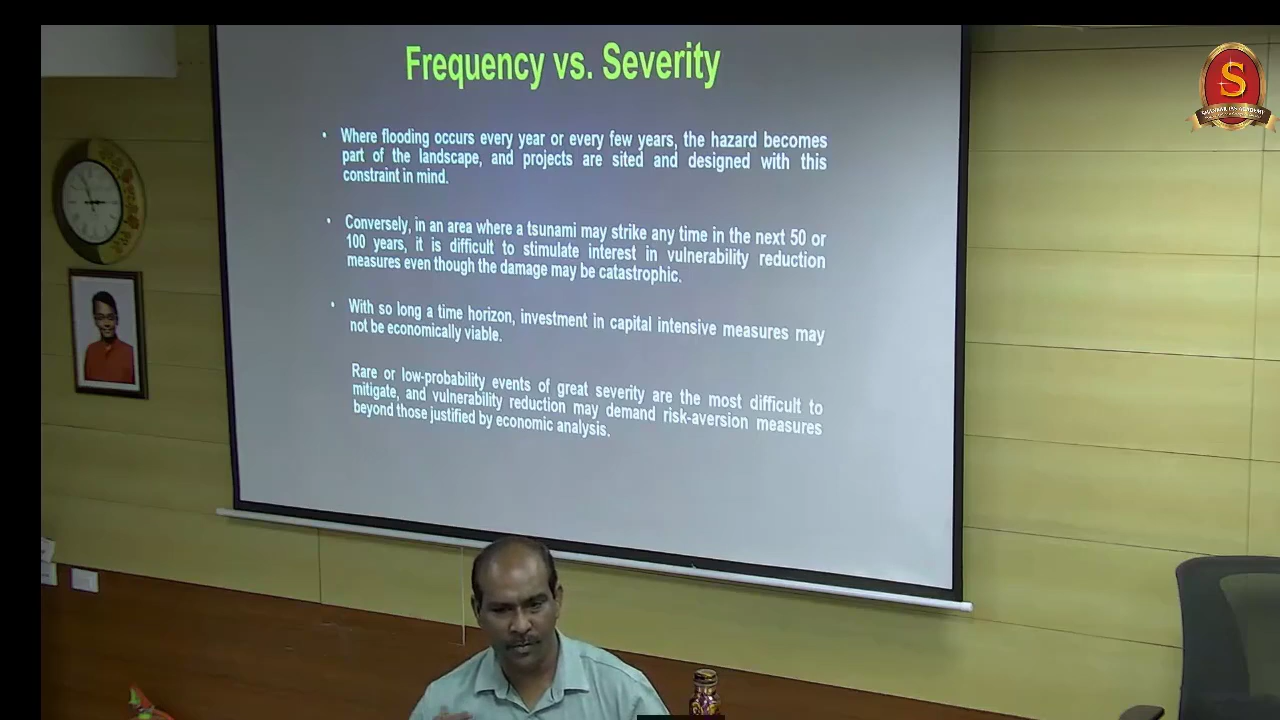 Frequency vs. Severity
• Where flooding occurs every year or every few years, the hazard becomes
part of the landscape, and projects are sited and designed with this
constraint in mind.
• Conversely, in an area where a tsunami may strike any time in the next 50 or
100 years, it is difficult to stimulate interest in vulnerability reduction
measures even though the damage may be catastrophic.
• With so long a time horizon, investment in capital intensive measures may
not be economically viable.
Rare or low-probability events of great severity are the most difficult to
mitigate, and vulnerability reduction may demand risk-aversion measures
beyond those justified by economic analysis.
S
SHANKAR IAS ACADEMY